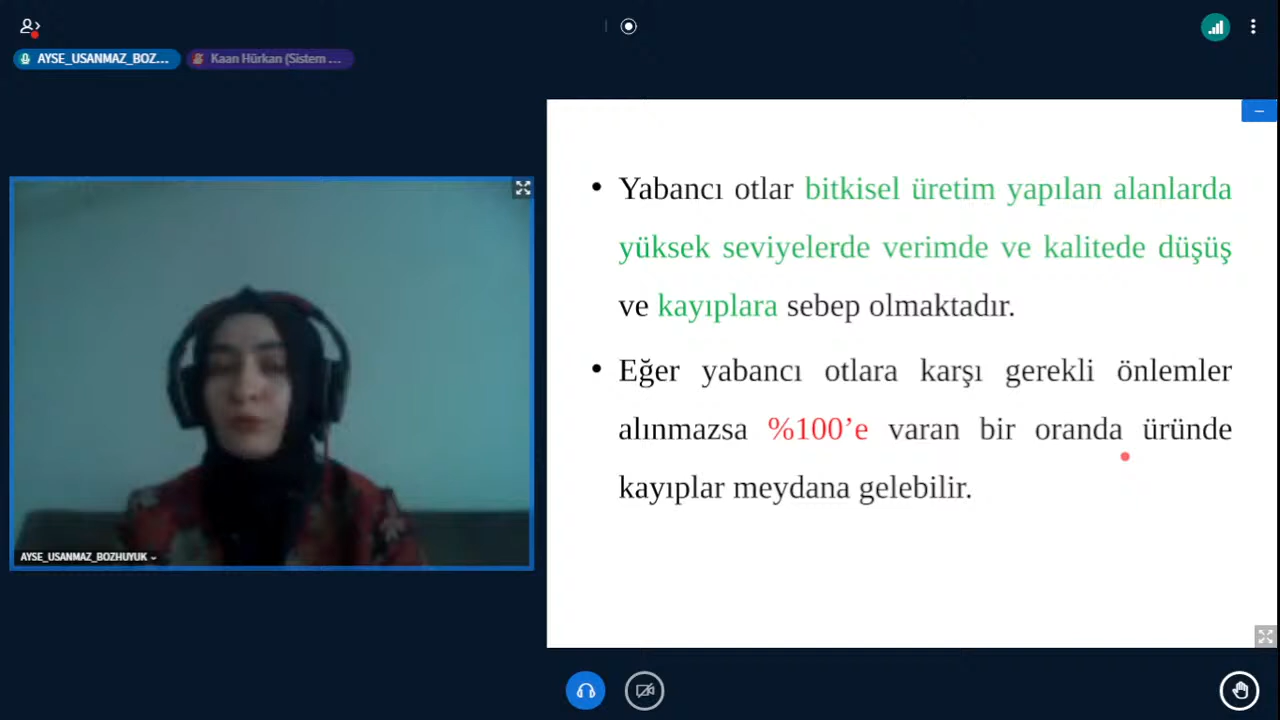 AYSE_USANMAZ_BOZ...
Kaan Hürkan (Sistem ...
• Yabancı otlar bitkisel üretim yapılan alanlarda
yüksek seviyelerde verimde ve kalitede düşüş
ve kayıplara sebep olmaktadır.
• Eğer yabancı otlara karşı gerekli önlemler
alınmazsa %100’e varan bir oranda üründe
kayıplar meydana gelebilir.
AYSE_USANMAZ_BOZHUYUK